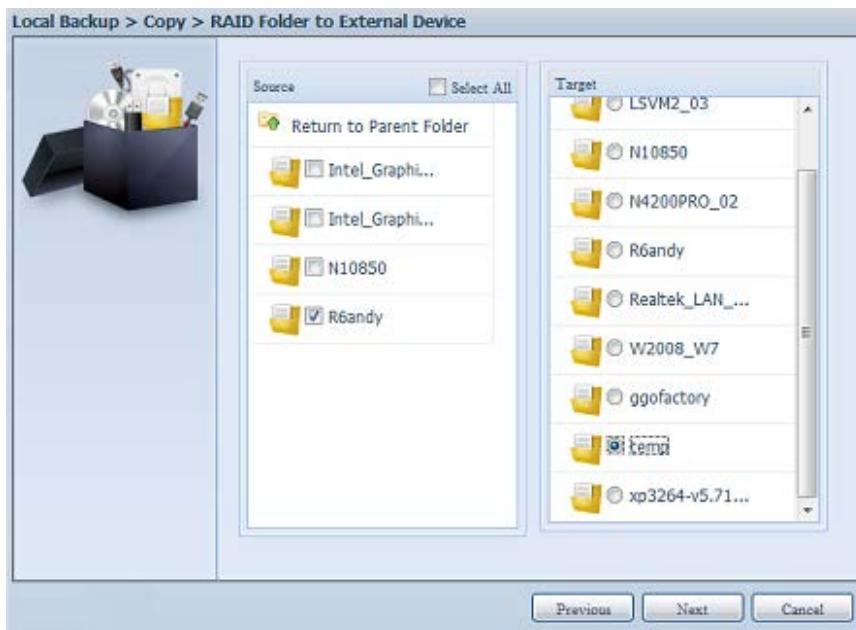 Local Backup > Copy > RAID Folder to External Device
Source
Select All
Return to Parent Folder
Intel_Graphi...
Intel_Graphi...
N10850
R6andy
Target
LSVM2_03
N10850
N4200PRO_02
R6andy
Realtek_LAN_...
W2008_W7
ggofactory
temp
xp3264-v5.71...
Previous
Next
Cancel